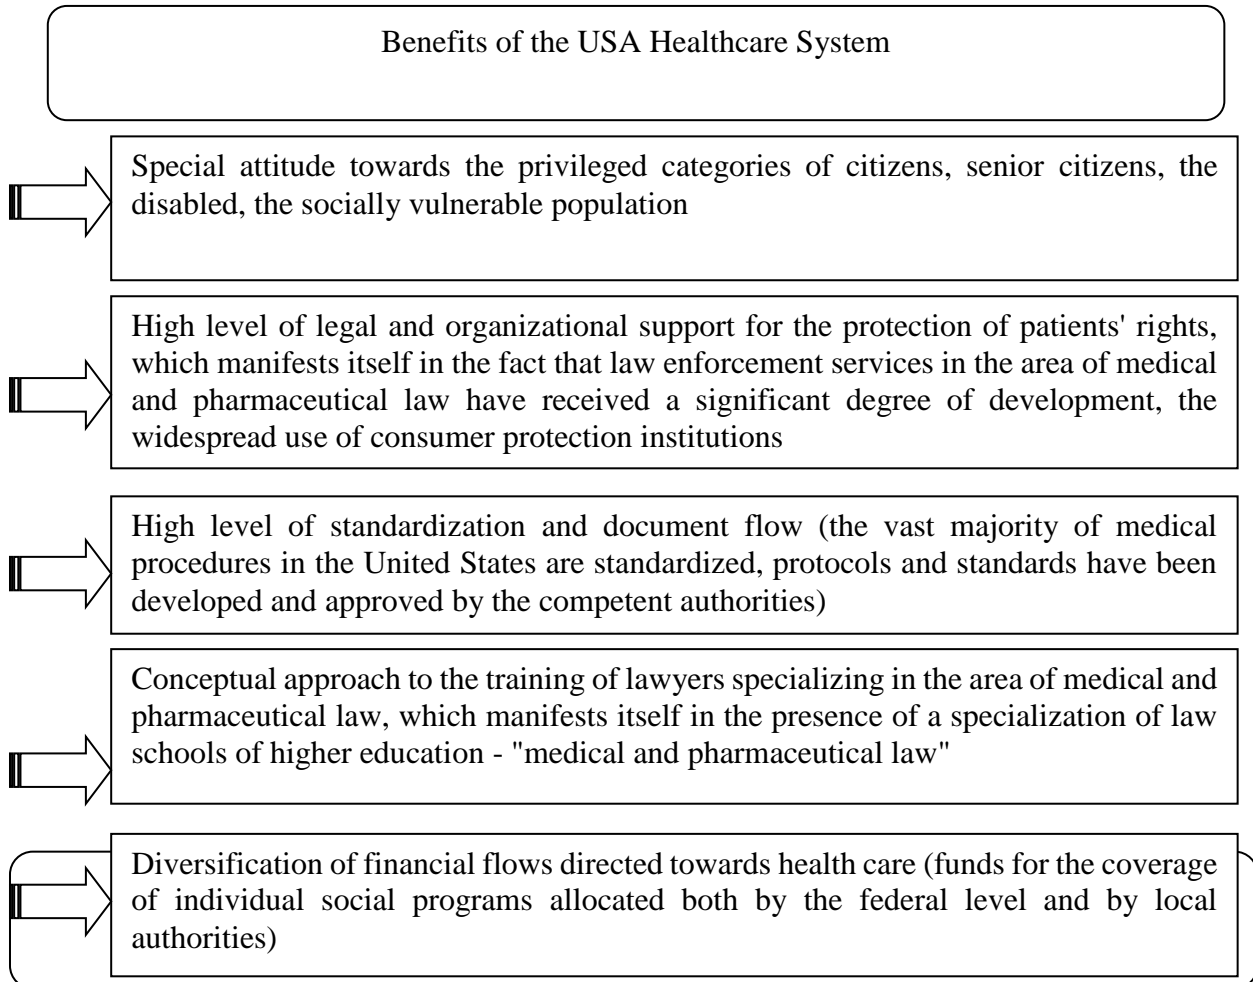 Benefits of the USA Healthcare System
Special attitude towards the privileged categories of citizens, senior citizens, the
disabled, the socially vulnerable population
High level of legal and organizational support for the protection of patients' rights,
which manifests itself in the fact that law enforcement services in the area of medical
and pharmaceutical law have received a significant degree of development, the
widespread use of consumer protection institutions
High level of standardization and document flow (the vast majority of medical
procedures in the United States are standardized, protocols and standards have been
developed and approved by the competent authorities)
Conceptual approach to the training of lawyers specializing in the area of medical and
pharmaceutical law, which manifests itself in the presence of a specialization of law
schools of higher education - "medical and pharmaceutical law"
Diversification of financial flows directed towards health care (funds for the coverage
of individual social programs allocated both by the federal level and by local
authorities)